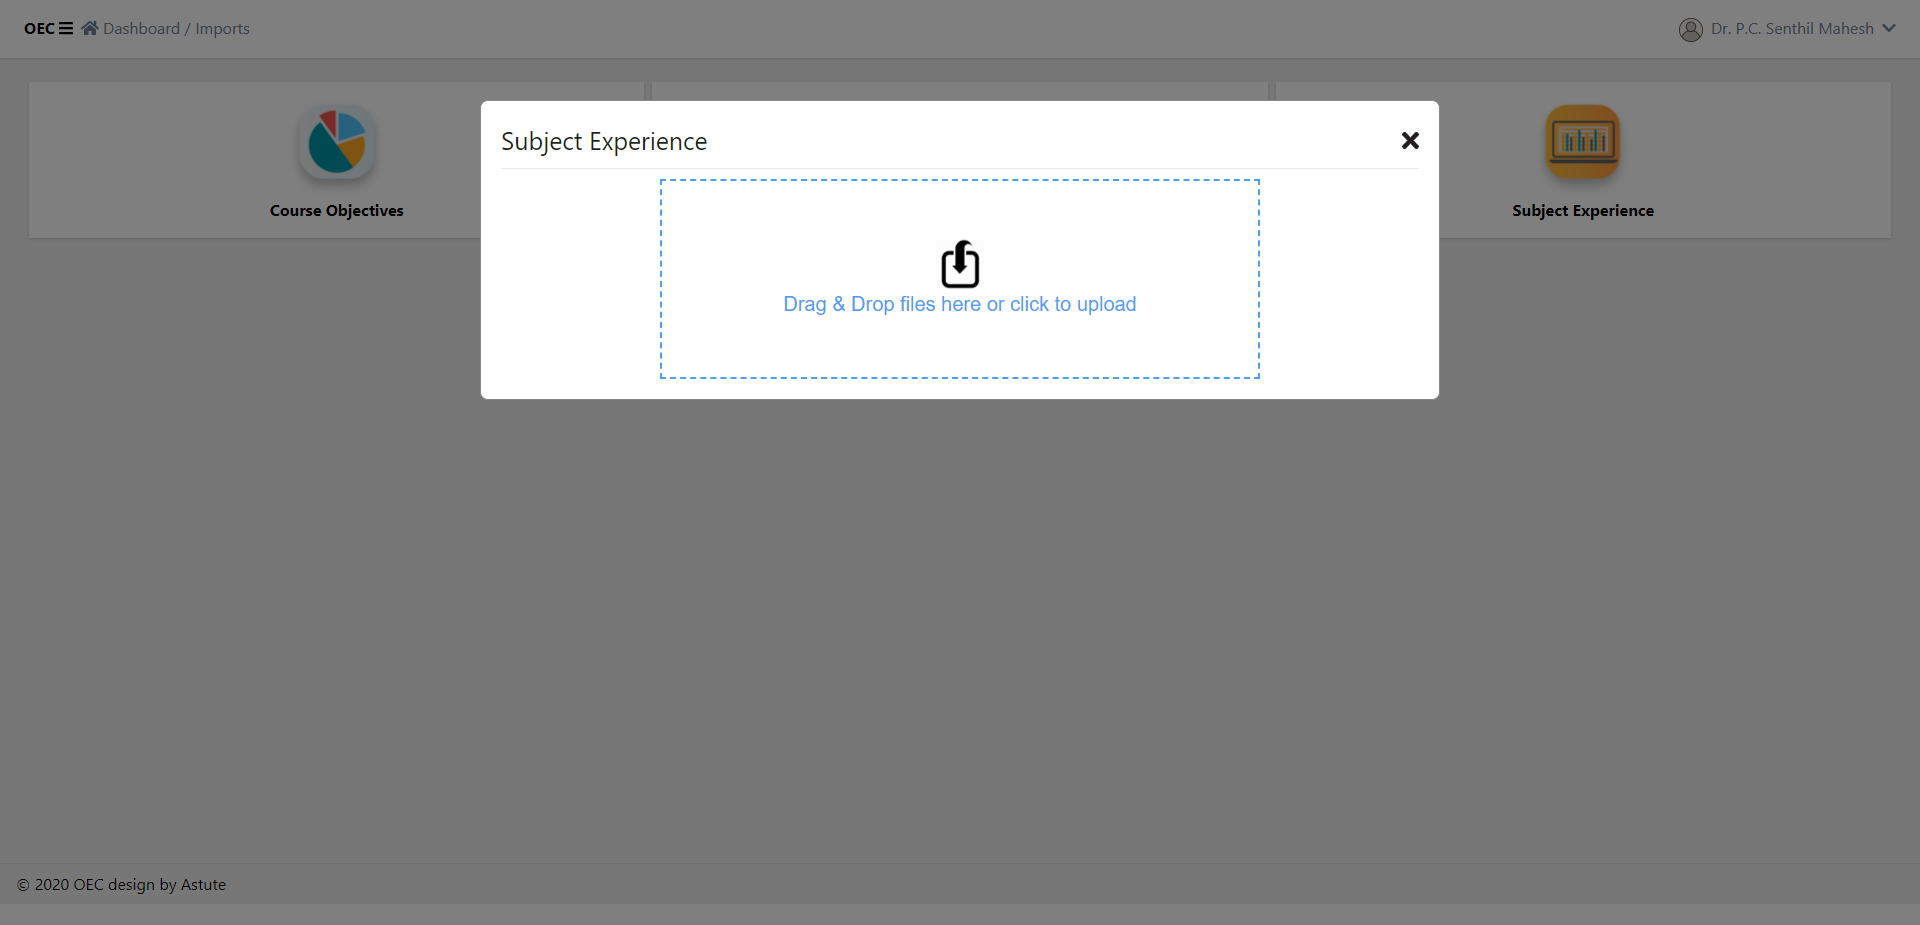 OEC Dashboard / Imports
Dr. P.C. Senthil Mahesh
Subject Experience
Drag & Drop files here or click to upload
Course Objectives
Subject Experience
© 2020 OEC design by Astute